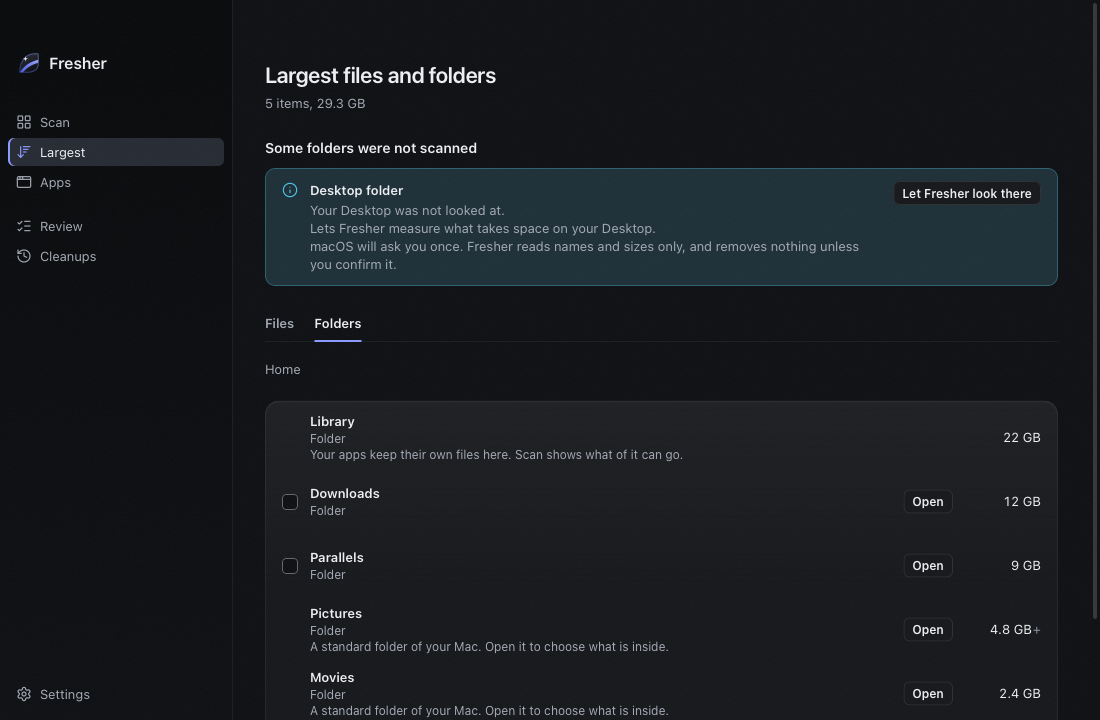 Fresher
Scan
Largest
Apps
Review
Cleanups
Settings
Largest files and folders
5 items, 29.3 GB
Some folders were not scanned
Desktop folder
Let Fresher look there
Your Desktop was not looked at.
Lets Fresher measure what takes space on your Desktop.
macOS will ask you once. Fresher reads names and sizes only, and removes nothing unless
you confirm it.
Files Folders
Home
Library
Folder
Your apps keep their own files here. Scan shows what of it can go.
22 GB
Downloads
Folder
Open 12 GB
Parallels
Folder
Open 9 GB
Pictures
Folder
A standard folder of your Mac. Open it to choose what is inside.
Open 4.8 GB+
Movies
Folder
A standard folder of your Mac. Open it to choose what is inside.
Open 2.4 GB